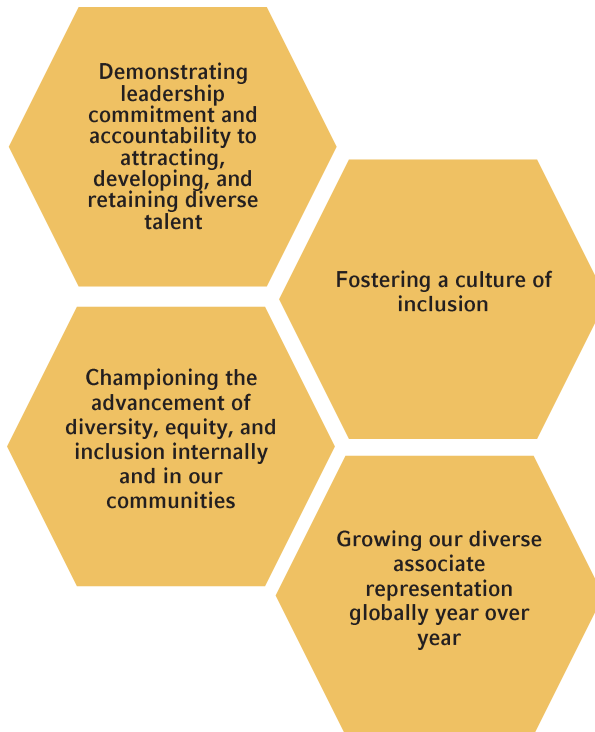 Demonstrating
leadership
commitment and
accountability to
attracting,
developing, and
retaining diverse
talent
Fostering a culture of
inclusion
Championing the
advancement of
diversity, equity, and
inclusion internally
and in our
communities
Growing our diverse
associate
representation
globally year over
year